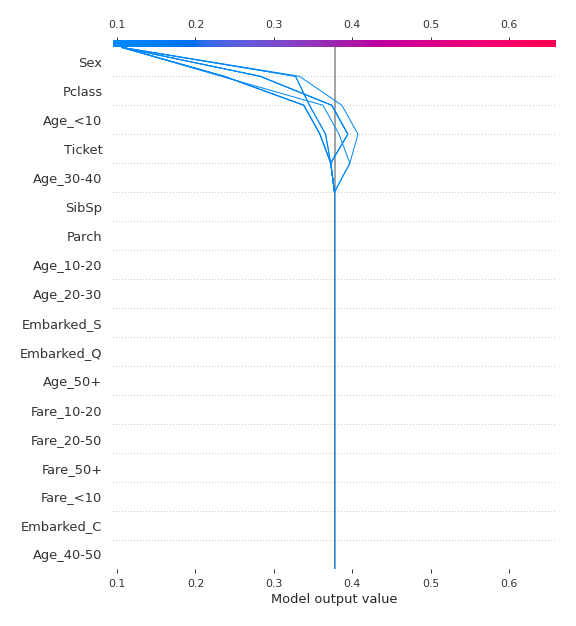 0.1 0.2 0.3 0.4 0.5 0.6
Sex
Pclass
Age_<10
Ticket
Age_30-40
SibSp
Parch
Age_10-20
Age_20-30
Embarked_S
Embarked_Q
Age_50+
Fare_10-20
Fare_20-50
Fare_50+
Fare_<10
Embarked_C
Age_40-50
0.1 0.2 0.3 0.4 0.5 0.6
Model output value